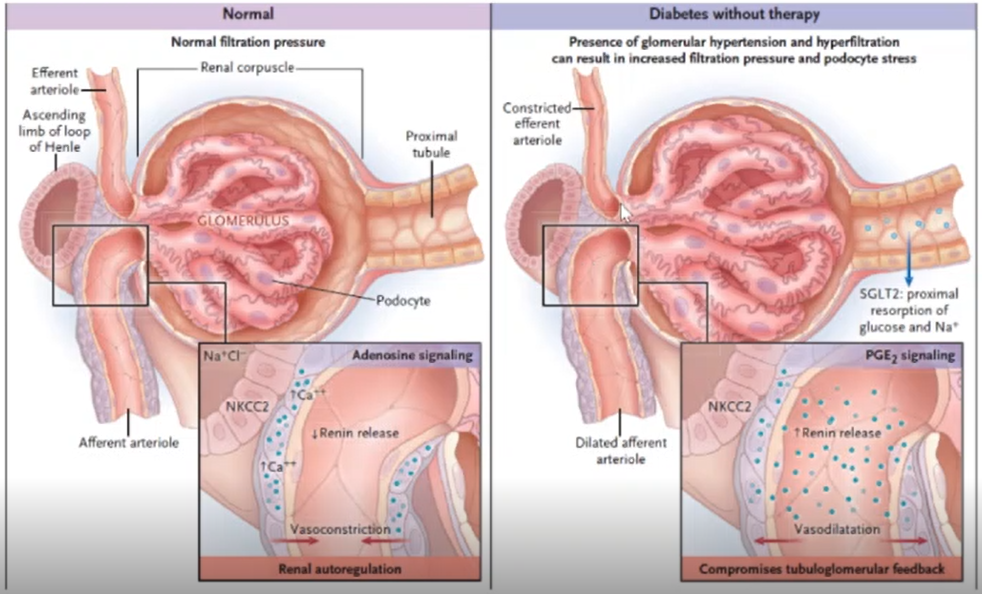 Normal
Normal filtration pressure
Efferent
arteriole
Renal corpuscle
Ascending
limb of loop
of Henle
Proximal
tubule
GLOMERULUS
Podocyte
Afferent arteriole
Na⁺Cl⁻
Adenosine signaling
NKCC2
↑Ca⁺⁺
↓Renin release
↑Ca⁺⁺
Vasoconstriction
Renal autoregulation
Diabetes without therapy
Presence of glomerular hypertension and hyperfiltration
can result in increased filtration pressure and podocyte stress
Constricted
efferent
arteriole
SGLT2: proximal
resorption of
glucose and Na⁺
Dilated afferent
arteriole
PGE₂ signaling
NKCC2
↑Renin release
Vasodilatation
Compromises tubuloglomerular feedback